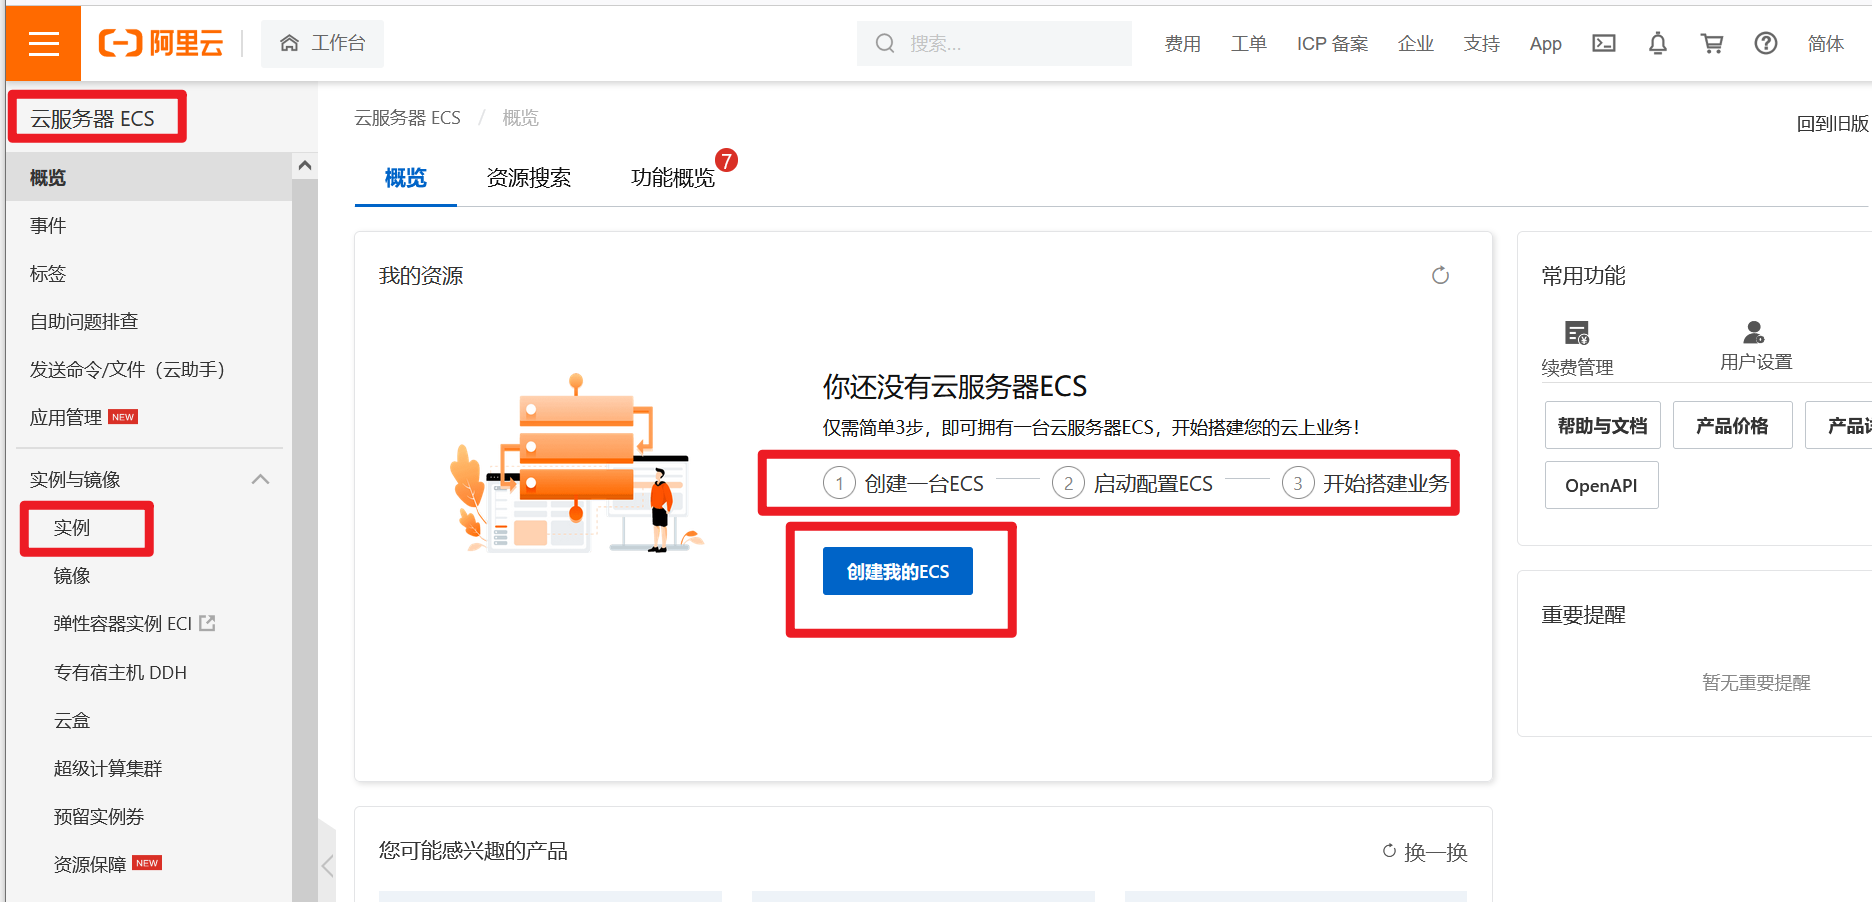 阿里云
工作台
搜索...
费用
工单
ICP 备案
企业
支持
App
简体
云服务器 ECS
概览
事件
标签
自助问题排查
发送命令/文件（云助手）
应用管理 NEW
实例与镜像
实例
镜像
弹性容器实例 ECI
专有宿主机 DDH
云盒
超级计算集群
预留实例券
资源保障 NEW
云服务器 ECS / 概览
回到旧版
概览
资源搜索
功能概览 7
我的资源
你还没有云服务器ECS
仅需简单3步，即可拥有一台云服务器ECS，开始搭建您的云上业务！
1 创建一台ECS
2 启动配置ECS
3 开始搭建业务
创建我的ECS
您可能感兴趣的产品
换一换
常用功能
续费管理
用户设置
帮助与文档
产品价格
产品
OpenAPI
重要提醒
暂无重要提醒